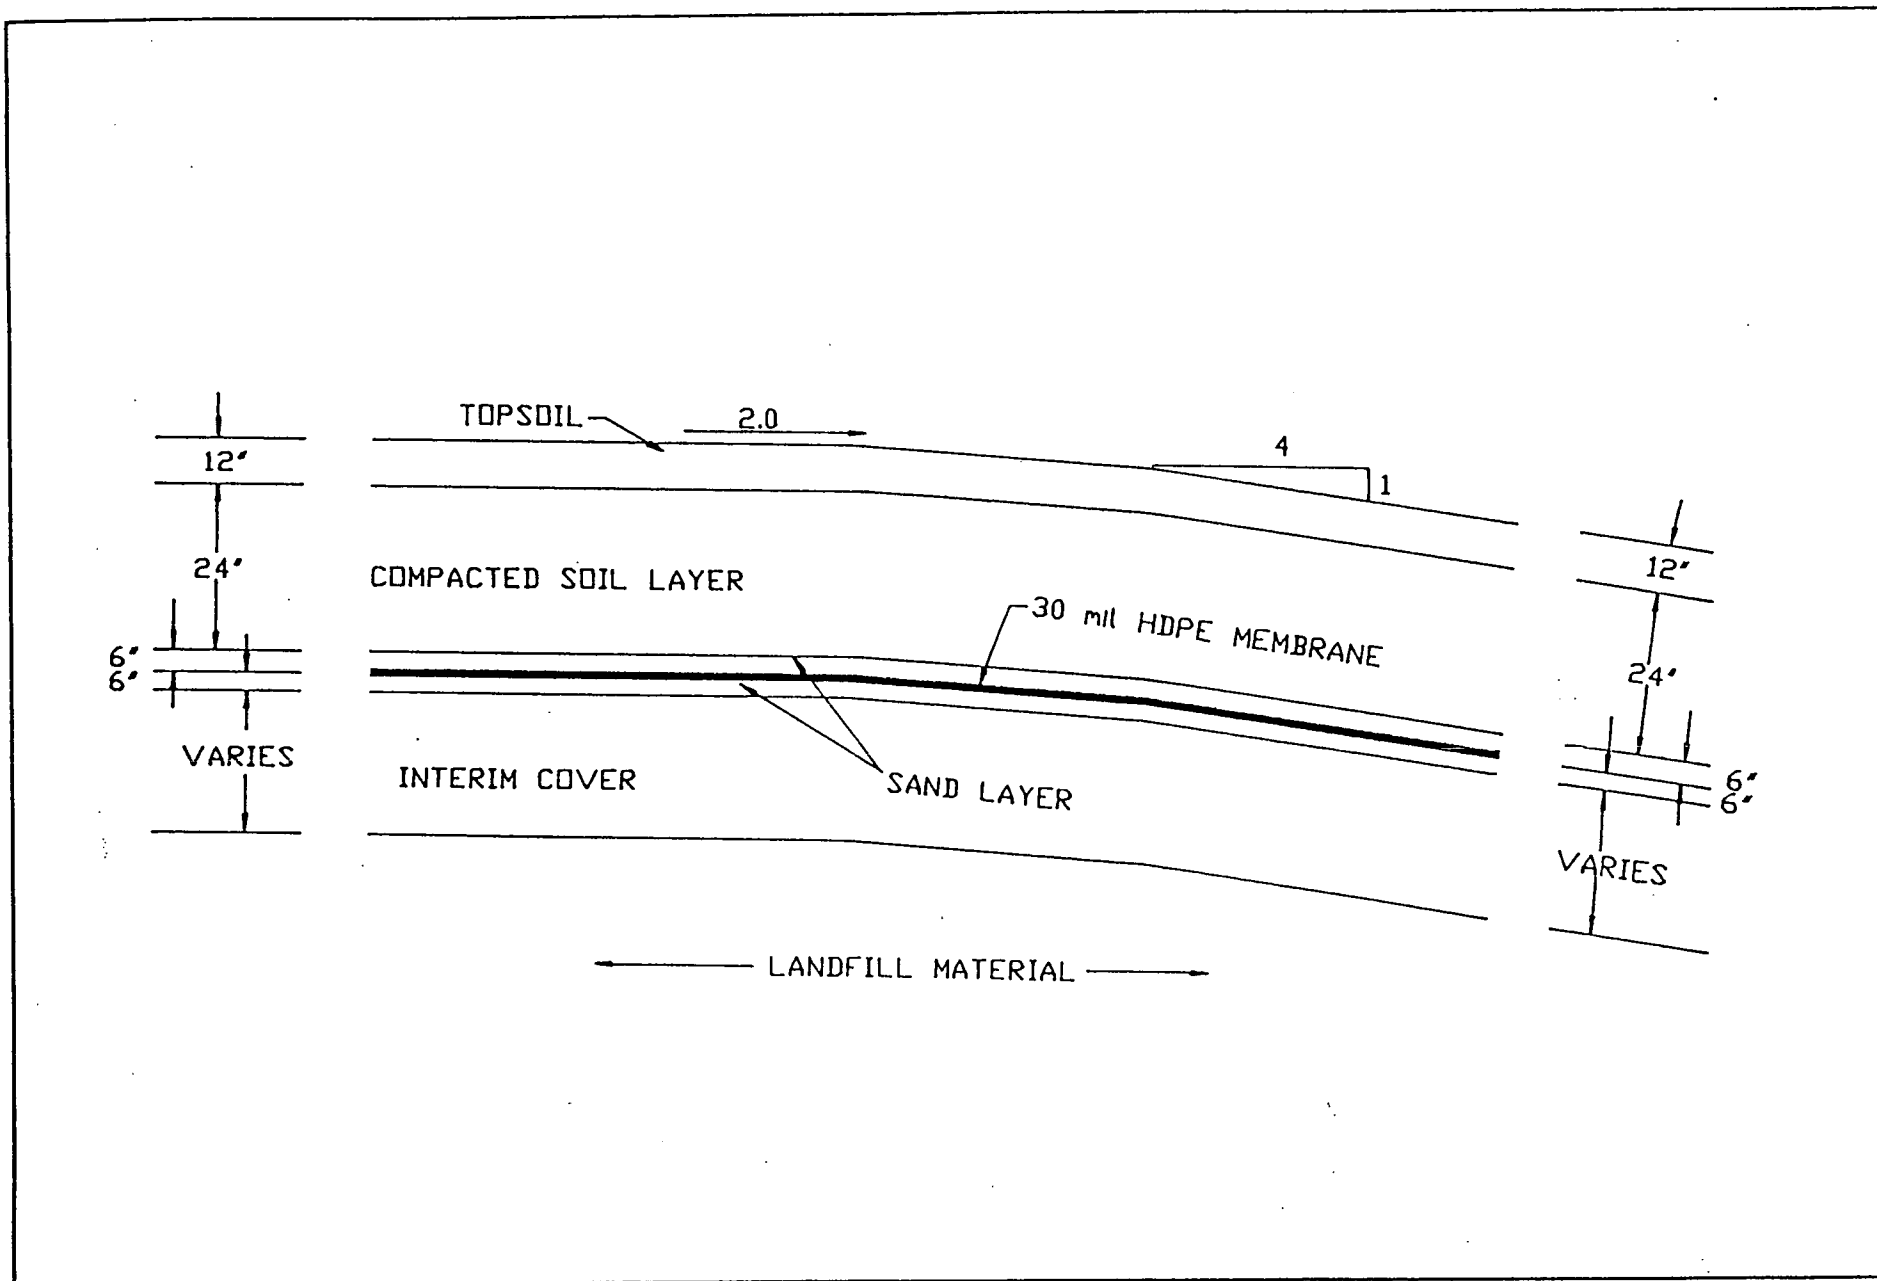 TOPSOIL
2.0
4
1
12"
12"
24"
COMPACTED SOIL LAYER
30 mil HDPE MEMBRANE
24"
6"
6"
VARIES
INTERIM COVER
SAND LAYER
6"
6"
VARIES
LANDFILL MATERIAL